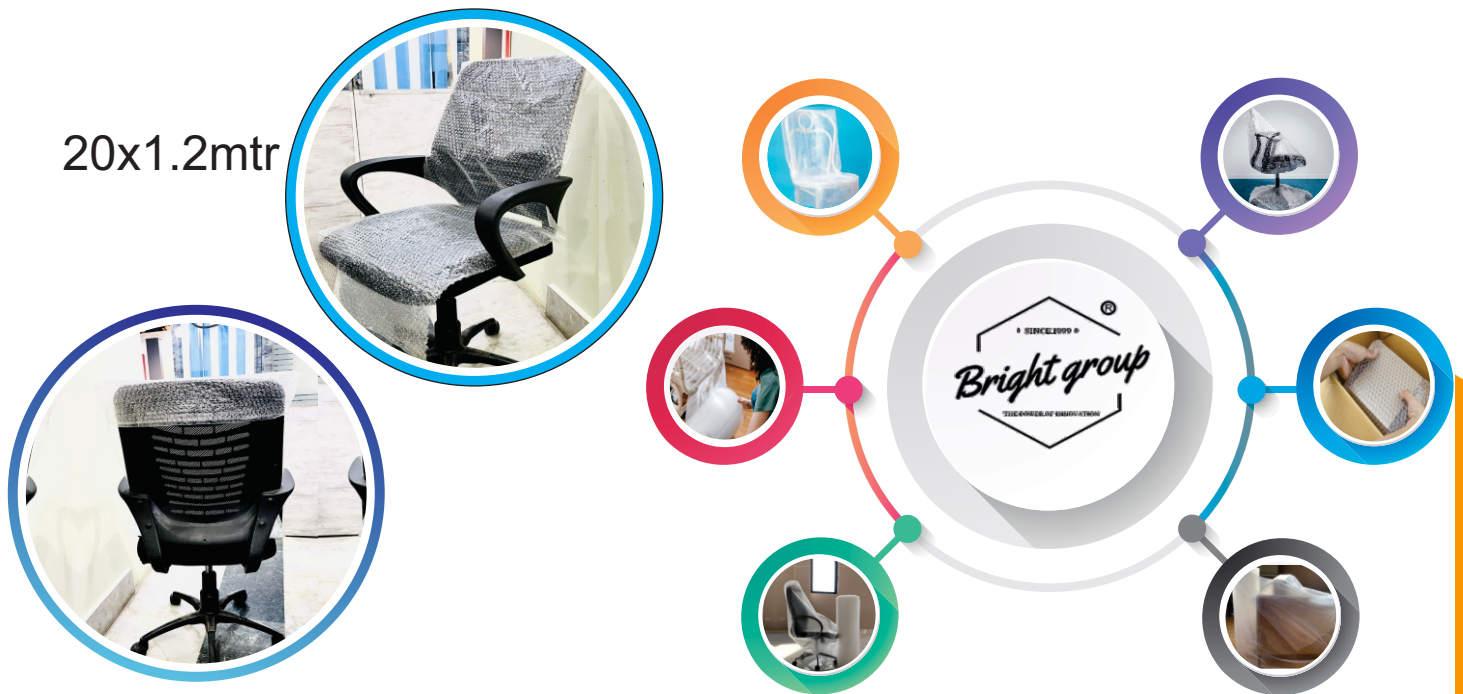 20x1.2mtr
®
SINCE1999
Bright group
THE POWER OF INNOVATION